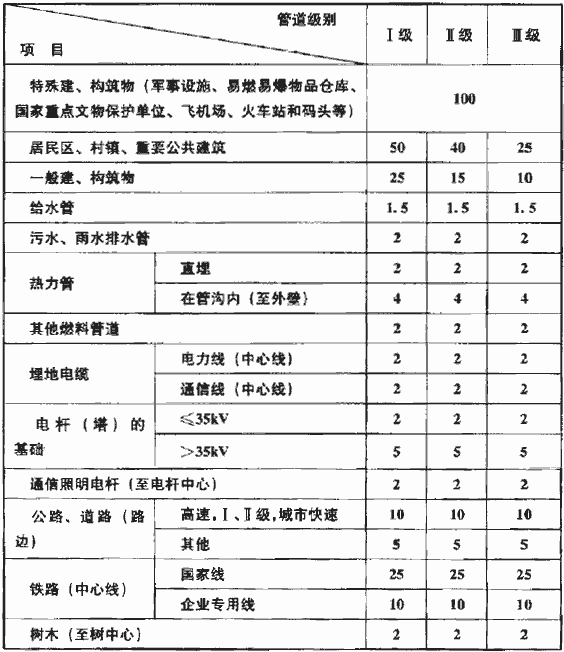 管道级别
项 目
Ⅰ级 Ⅱ级 Ⅲ级
特殊建、构筑物（军事设施、易燃易爆物品仓库、
国家重点文物保护单位、飞机场、火车站和码头等）
100
居民区、村镇、重要公共建筑 50 40 25
一般建、构筑物 25 15 10
给水管 1.5 1.5 1.5
污水、雨水排水管 2 2 2
热力管
直埋 2 2 2
在管沟内（至外壁） 4 4 4
其他燃料管道 2 2 2
埋地电缆
电力线（中心线） 2 2 2
通信线（中心线） 2 2 2
电杆（塔）的
基础
≤35kV 2 2 2
＞35kV 5 5 5
通信照明电杆（至电杆中心） 2 2 2
公路、道路（路
边）
高速，Ⅰ、Ⅱ级，城市快速 10 10 10
其他 5 5 5
铁路（中心线）
国家线 25 25 25
企业专用线 10 10 10
树木（至树中心） 2 2 2